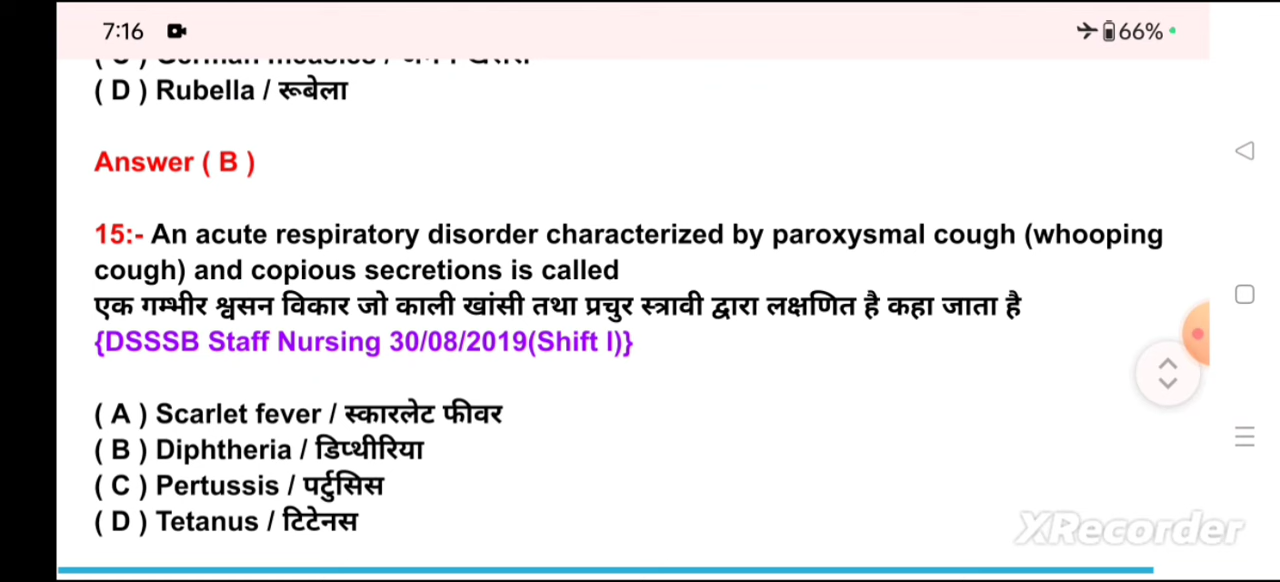 7:16 66%
( D ) Rubella / रूबेला
Answer ( B )
15:- An acute respiratory disorder characterized by paroxysmal cough (whooping
cough) and copious secretions is called
एक गम्भीर श्वसन विकार जो काली खांसी तथा प्रचुर स्त्रावी द्वारा लक्षणित है कहा जाता है
{DSSSB Staff Nursing 30/08/2019(Shift I)}
( A ) Scarlet fever / स्कारलेट फीवर
( B ) Diphtheria / डिप्थीरिया
( C ) Pertussis / पर्टुसिस
( D ) Tetanus / टिटेनस
XRecorder